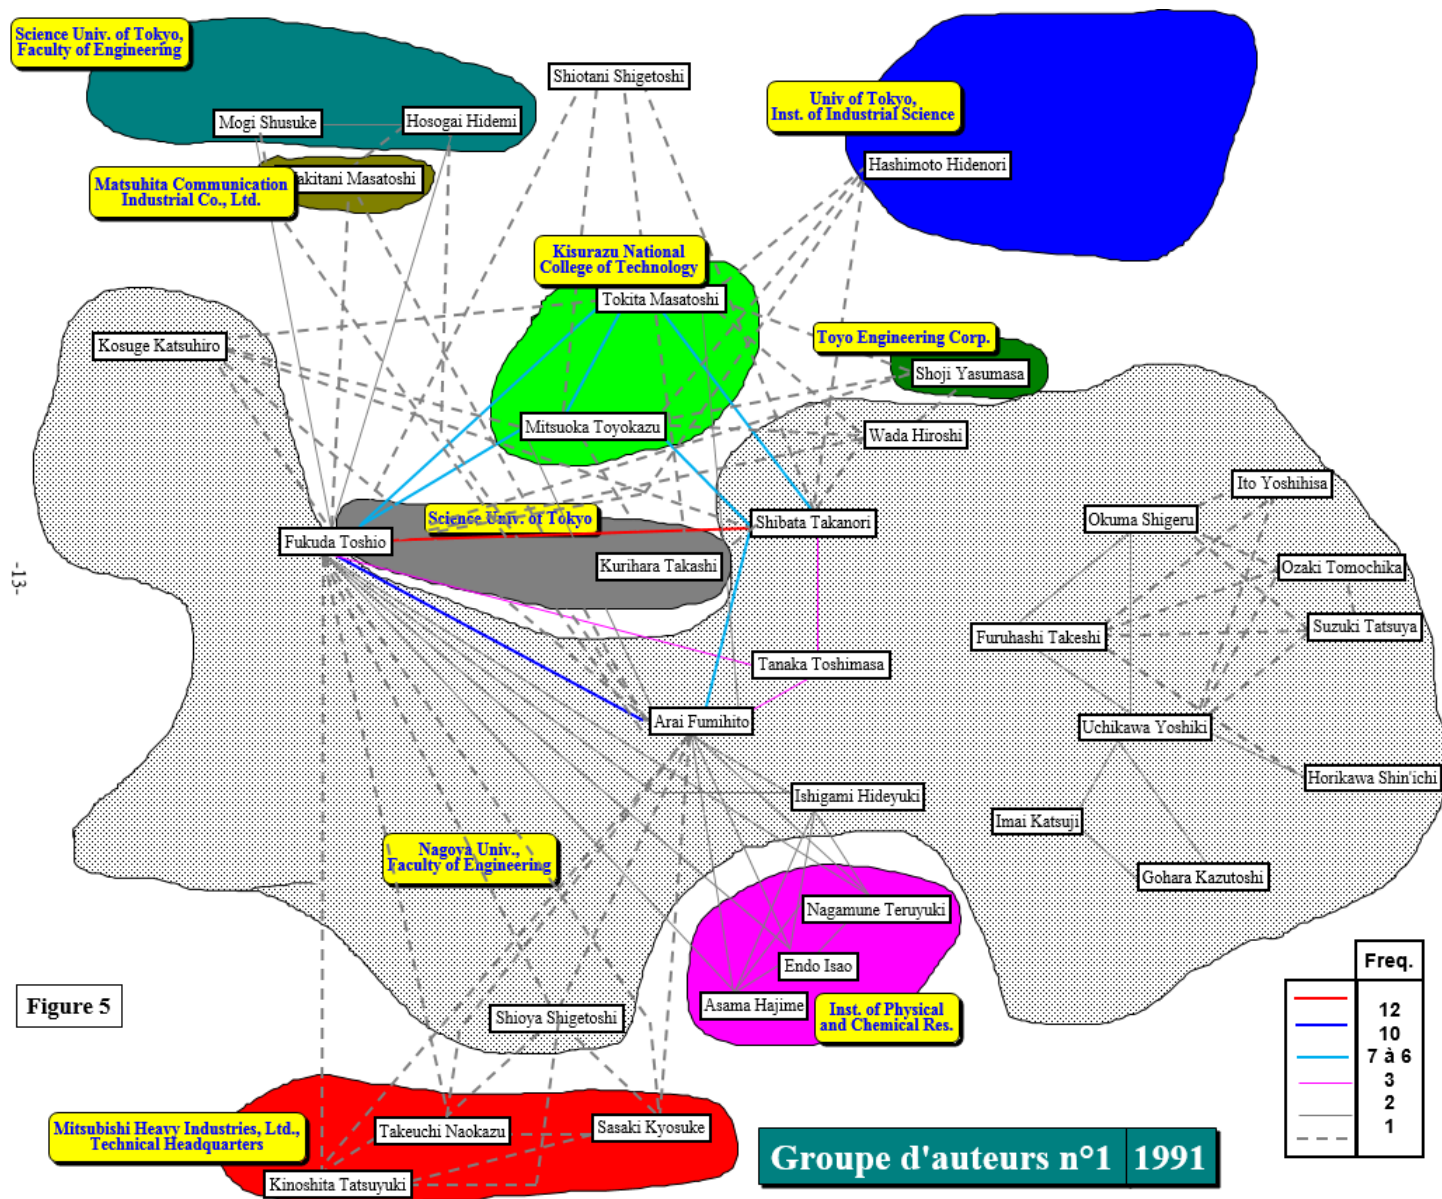 Science Univ. of Tokyo,
Faculty of Engineering
Shiotani Shigetoshi
Univ of Tokyo,
Inst. of Industrial Science
Mogi Shusuke
Hosogai Hidemi
Hashimoto Hidenori
Matsuhita Communication
Industrial Co., Ltd.
akitani Masatoshi
Kisurazu National
College of Technology
Tokita Masatoshi
Kosuge Katsuhiro
Toyo Engineering Corp.
Shoji Yasumasa
Mitsuoka Toyokazu
Wada Hiroshi
Ito Yoshihisa
Science Univ. of Tokyo
Shibata Takanori
Okuma Shigeru
Fukuda Toshio
Kurihara Takashi
Ozaki Tomochika
-13-
Furuhashi Takeshi
Suzuki Tatsuya
Tanaka Toshimasa
Arai Fumihito
Uchikawa Yoshiki
Horikawa Shin'ichi
Ishigami Hideyuki
Imai Katsuji
Nagoya Univ.,
Faculty of Engineering
Gohara Kazutoshi
Nagamune Teruyuki
Endo Isao
Asama Hajime
Inst. of Physical
and Chemical Res.
Figure 5
Shioya Shigetoshi
Freq.
12
10
7 à 6
3
2
1
Mitsubishi Heavy Industries, Ltd.,
Technical Headquarters
Takeuchi Naokazu
Sasaki Kyosuke
Kinoshita Tatsuyuki
Groupe d'auteurs n°1 1991